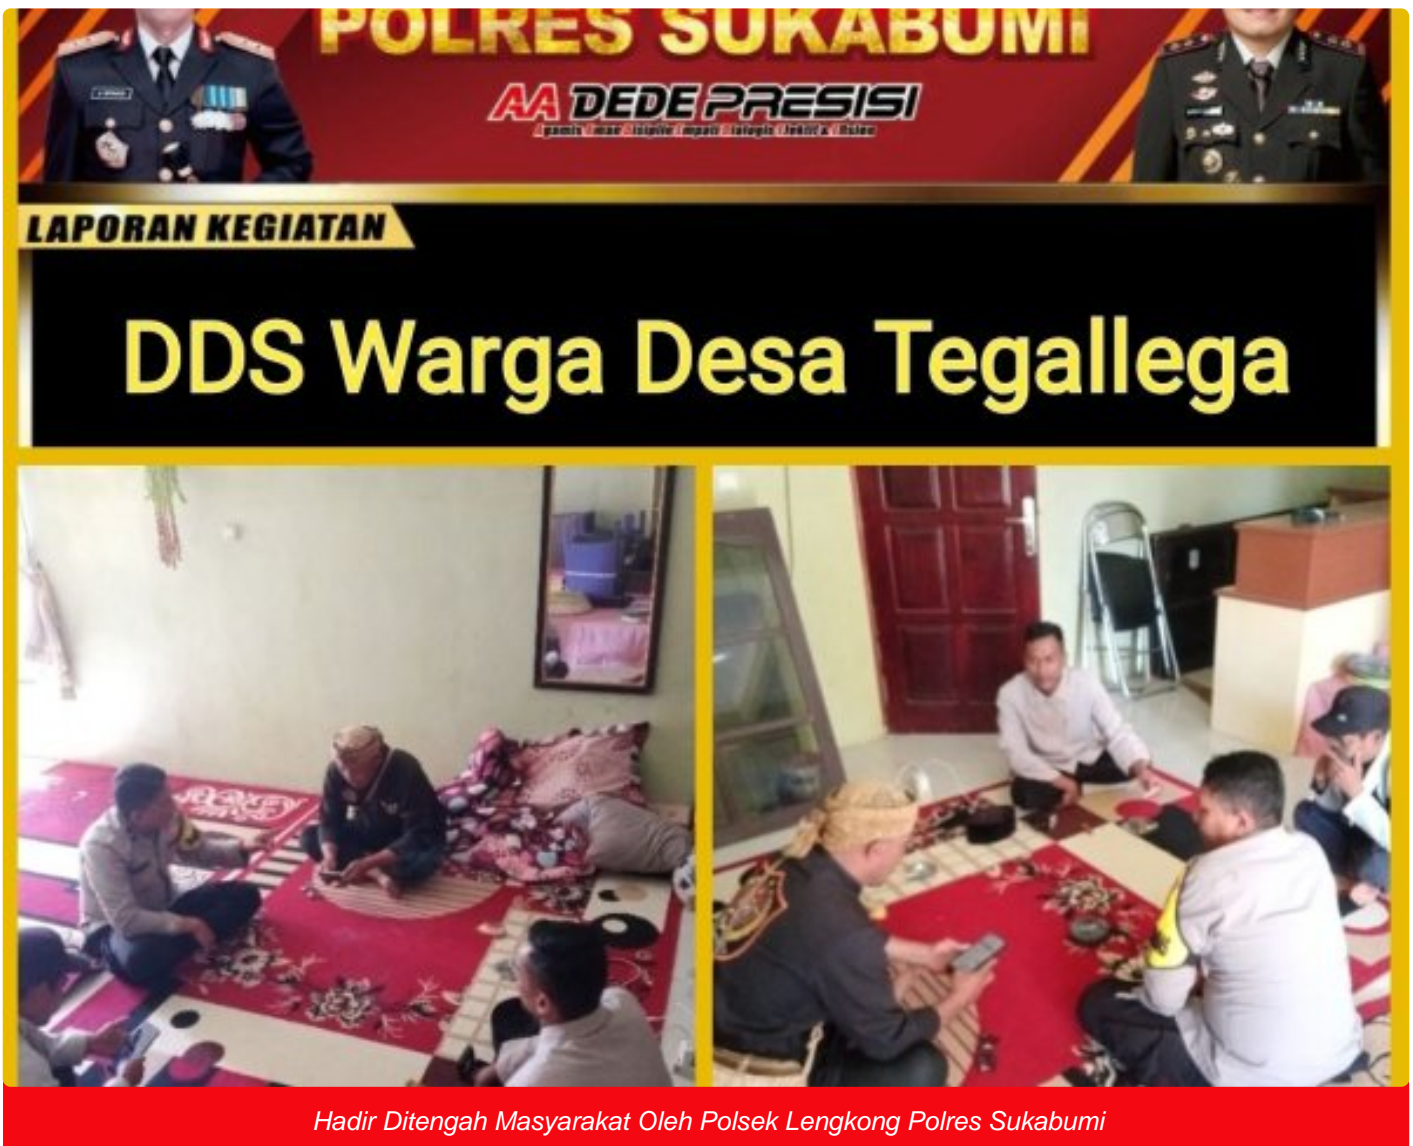 POLRES SUKABUMI
AA DEDE PRESISI
LAPORAN KEGIATAN
DDS Warga Desa Tegallega
Hadir Ditengah Masyarakat Oleh Polsek Lengkong Polres Sukabumi